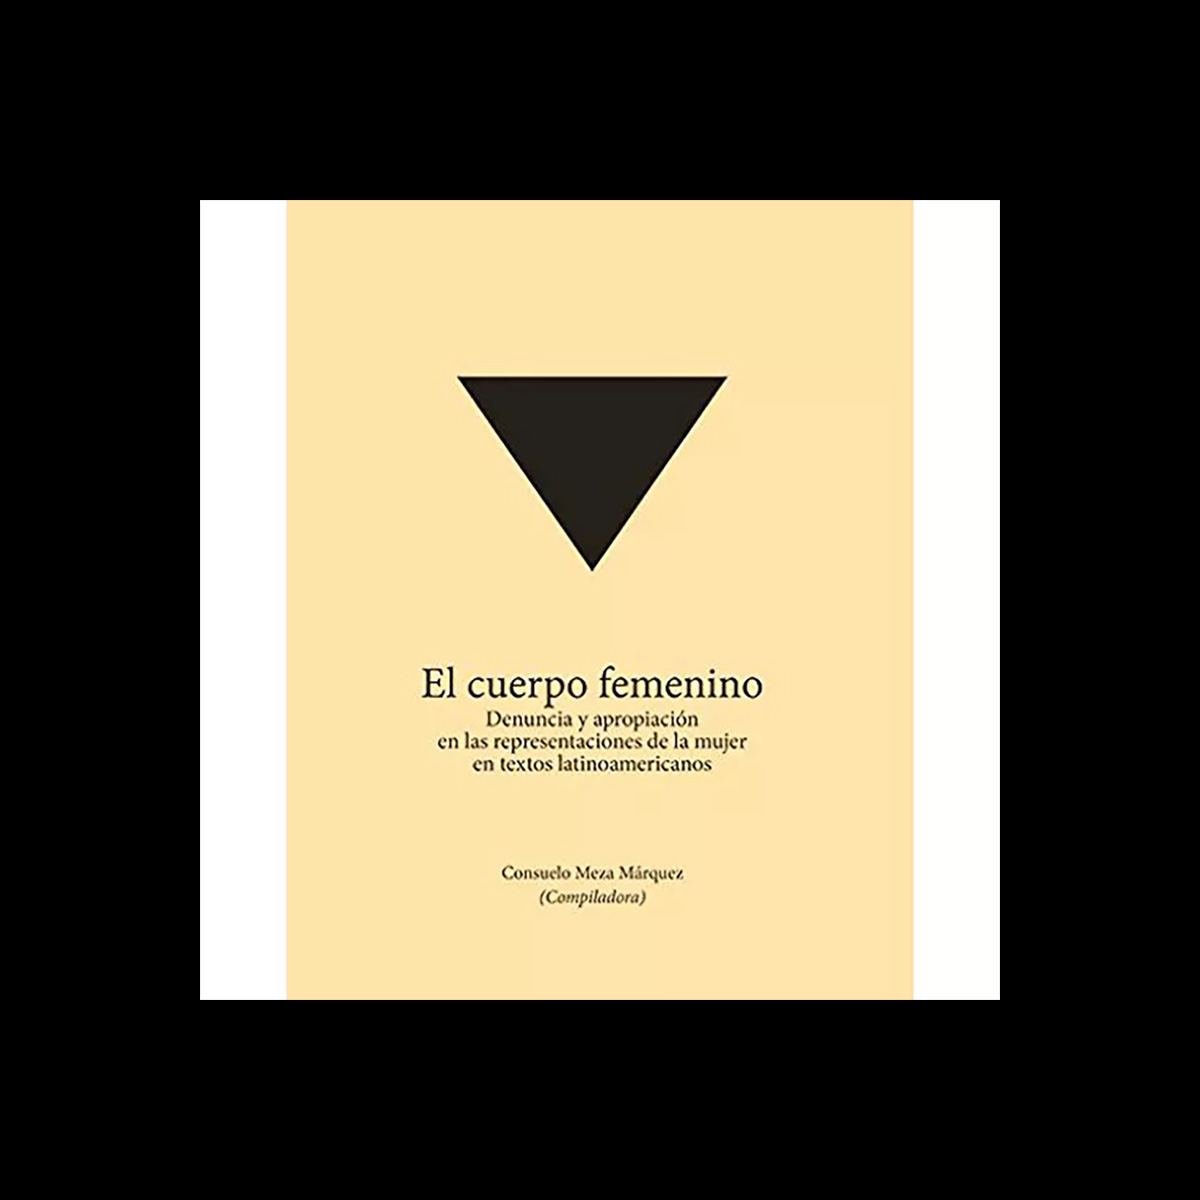 El cuerpo femenino
Denuncia y apropiación
en las representaciones de la mujer
en textos latinoamericanos
Consuelo Meza Márquez
(Compiladora)